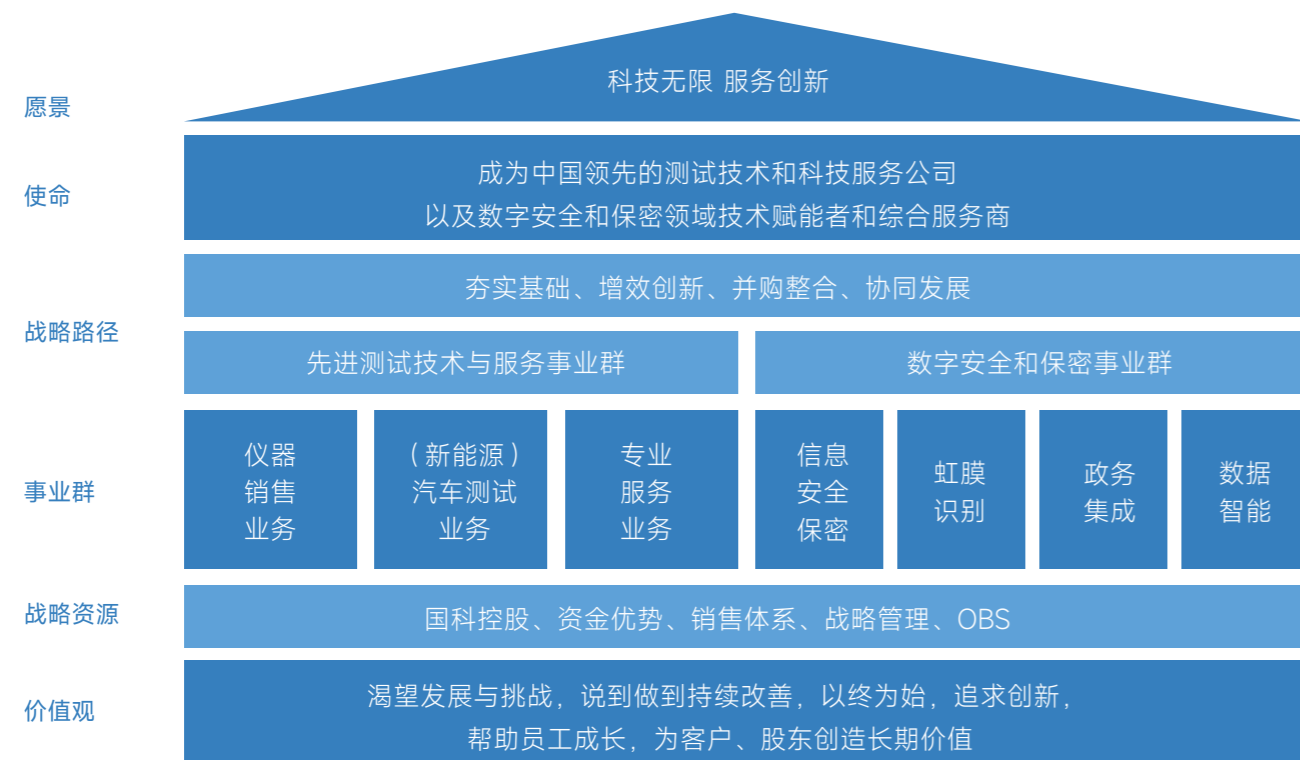 科技无限 服务创新
愿景
成为中国领先的测试技术和科技服务公司
使命
以及数字安全和保密领域技术赋能者和综合服务商
夯实基础、增效创新、并购整合、协同发展
战略路径
先进测试技术与服务事业群
数字安全和保密事业群
事业群
仪器
销售
业务
（新能源）
汽车测试
业务
专业
服务
业务
信息
安全
保密
虹膜
识别
政务
集成
数据
智能
战略资源
国科控股、资金优势、销售体系、战略管理、OBS
价值观
渴望发展与挑战，说到做到持续改善，以终为始，追求创新，
帮助员工成长，为客户、股东创造长期价值